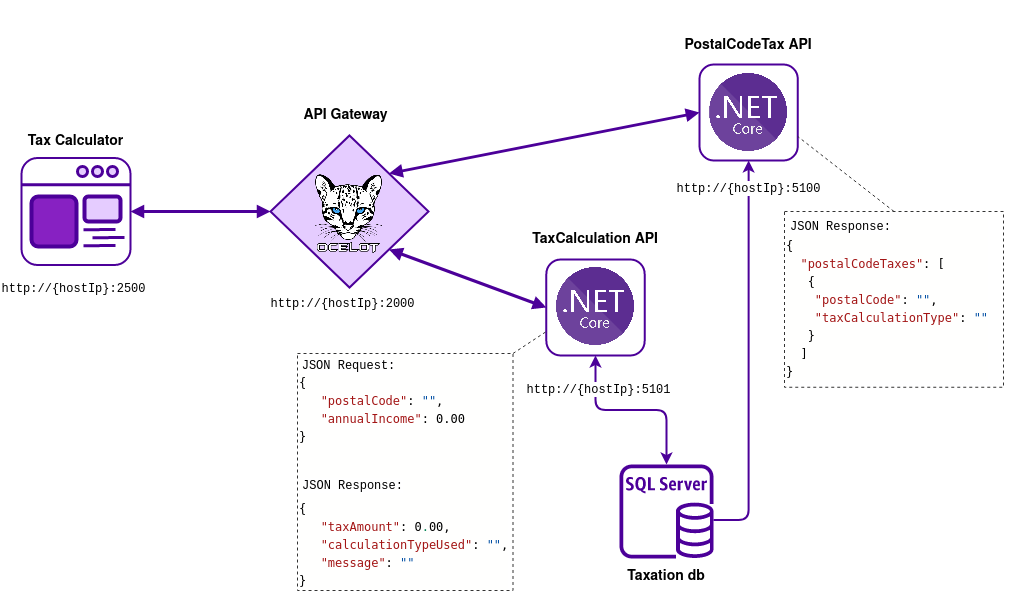 PostalCodeTax API
.NET
Core
http://{hostIp}:5100
API Gateway
OCELOT
http://{hostIp}:2000
Tax Calculator
http://{hostIp}:2500
TaxCalculation API
.NET
Core
http://{hostIp}:5101
JSON Response:
{
"postalCodeTaxes": [
{
"postalCode": "",
"taxCalculationType": ""
}
]
}
JSON Request:
{
"postalCode": "",
"annualIncome": 0.00
}
JSON Response:
{
"taxAmount": 0.00,
"calculationTypeUsed": "",
"message": ""
}
SQL Server
Taxation db